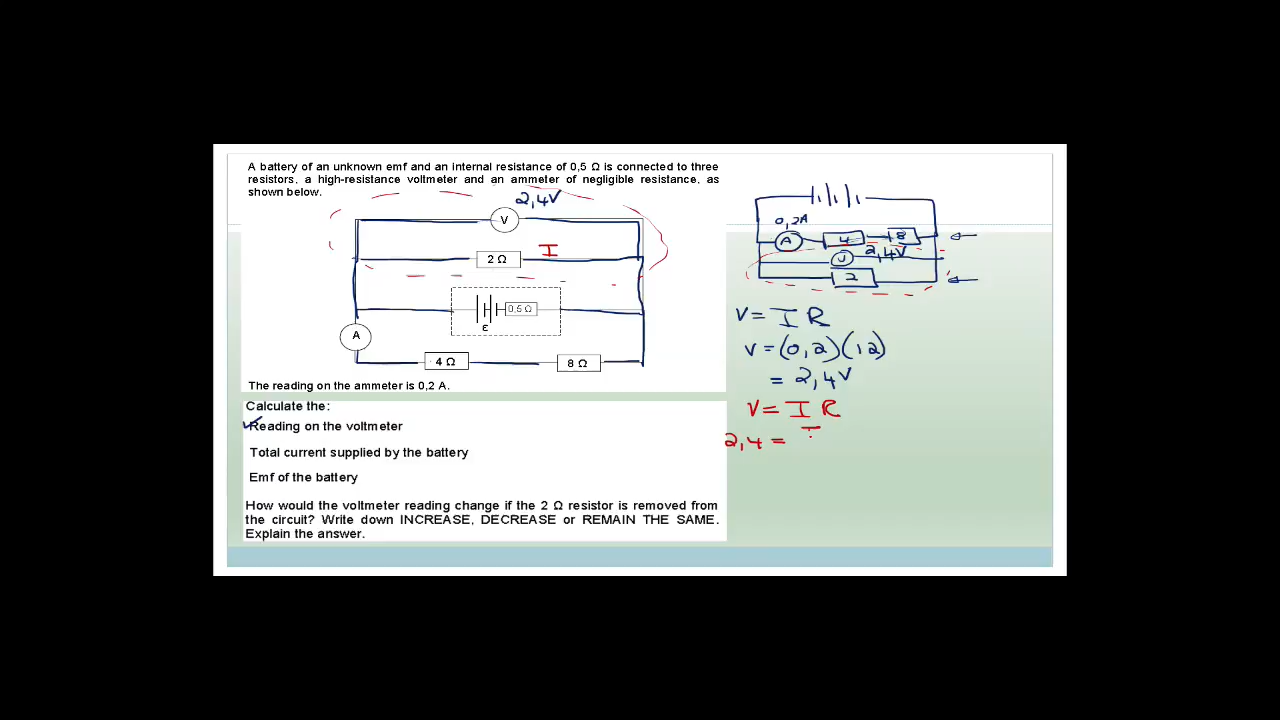 A battery of an unknown emf and an internal resistance of 0,5 Ω is connected to three
resistors, a high-resistance voltmeter and an ammeter of negligible resistance, as
shown below.
2,4V
V
I
2 Ω
0,5 Ω
ε
A
4 Ω
8 Ω
The reading on the ammeter is 0,2 A.
Calculate the:
Reading on the voltmeter
Total current supplied by the battery
Emf of the battery
How would the voltmeter reading change if the 2 Ω resistor is removed from
the circuit? Write down INCREASE, DECREASE or REMAIN THE SAME.
Explain the answer.
0,2A
A 4 8
2,4V
V
2
V = I R
V = (0,2)(12)
= 2,4V
V = I R
2,4 = I